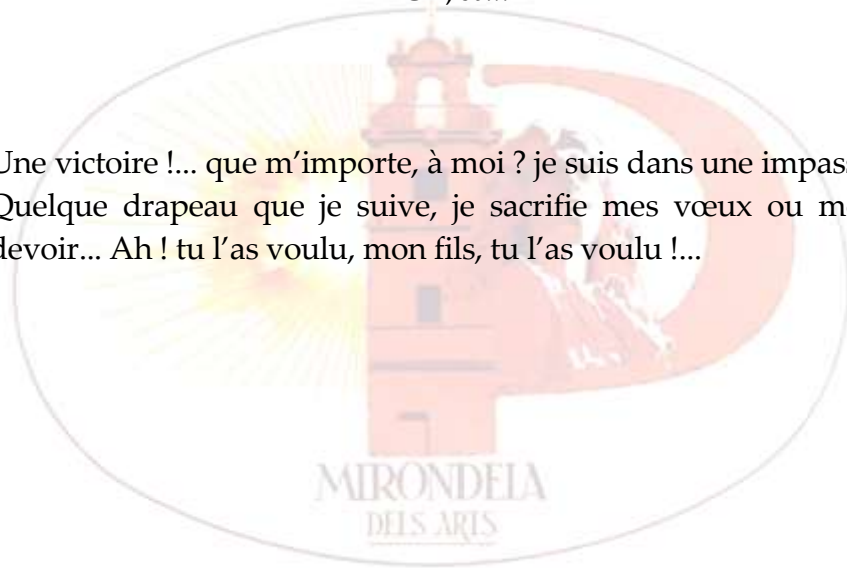 Une victoire !... que m'importe, à moi ? je suis dans une
Quelque drapeau que je suive, je sacrifie mes vœux ou
devoir... Ah ! tu l'as voulu, mon fils, tu l'as voulu !...
MIRONDELA
DELS ARTS